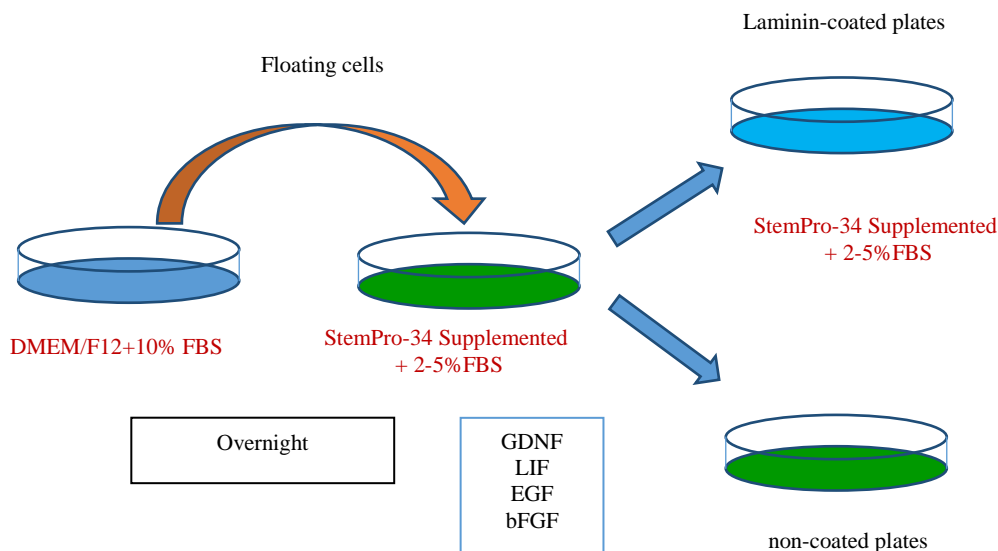 Laminin-coated plates
Floating cells
StemPro-34 Supplemented
+ 2-5%FBS
DMEM/F12+10% FBS
StemPro-34 Supplemented
+ 2-5%FBS
Overnight
GDNF
LIF
EGF
bFGF
non-coated plates